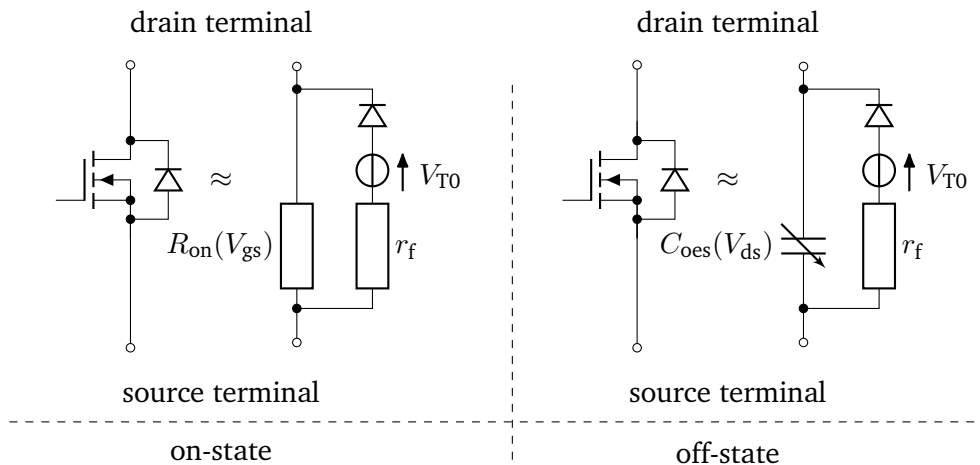 drain terminal
drain terminal
≈
V_T0
≈
V_T0
R_on(V_gs)
r_f
C_oes(V_ds)
r_f
source terminal
source terminal
on-state
off-state